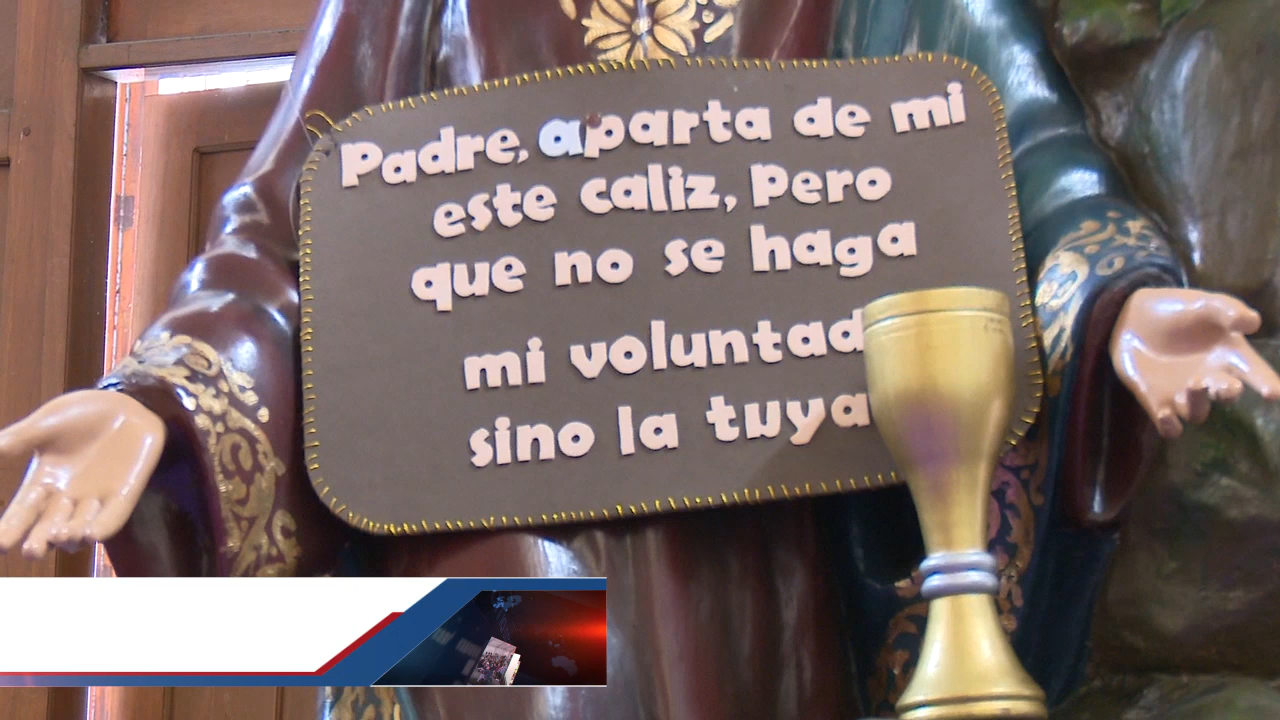 Padre, aparta de mi
este caliz, pero
que no se haga
mi voluntad
sino la tuya